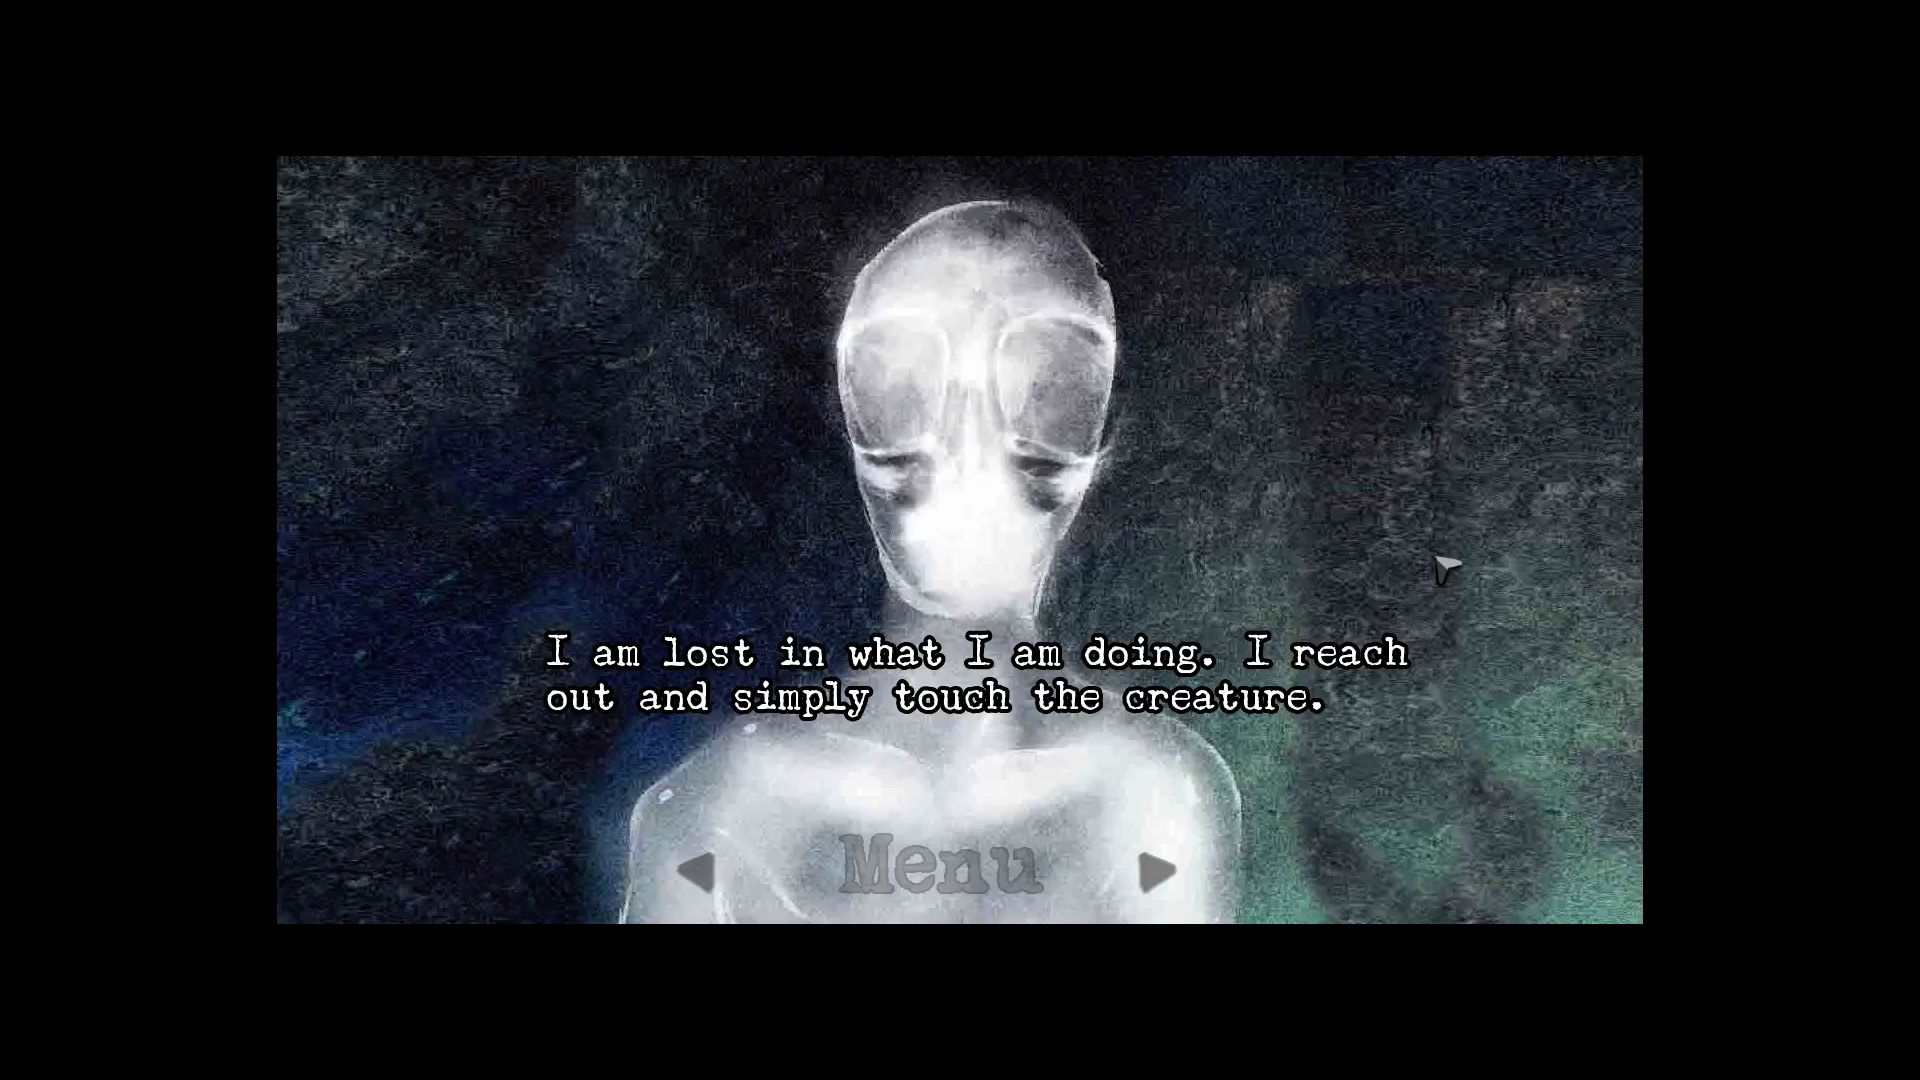 I am lost in what I am doing. I reach
out and simply touch the creature.
Menu